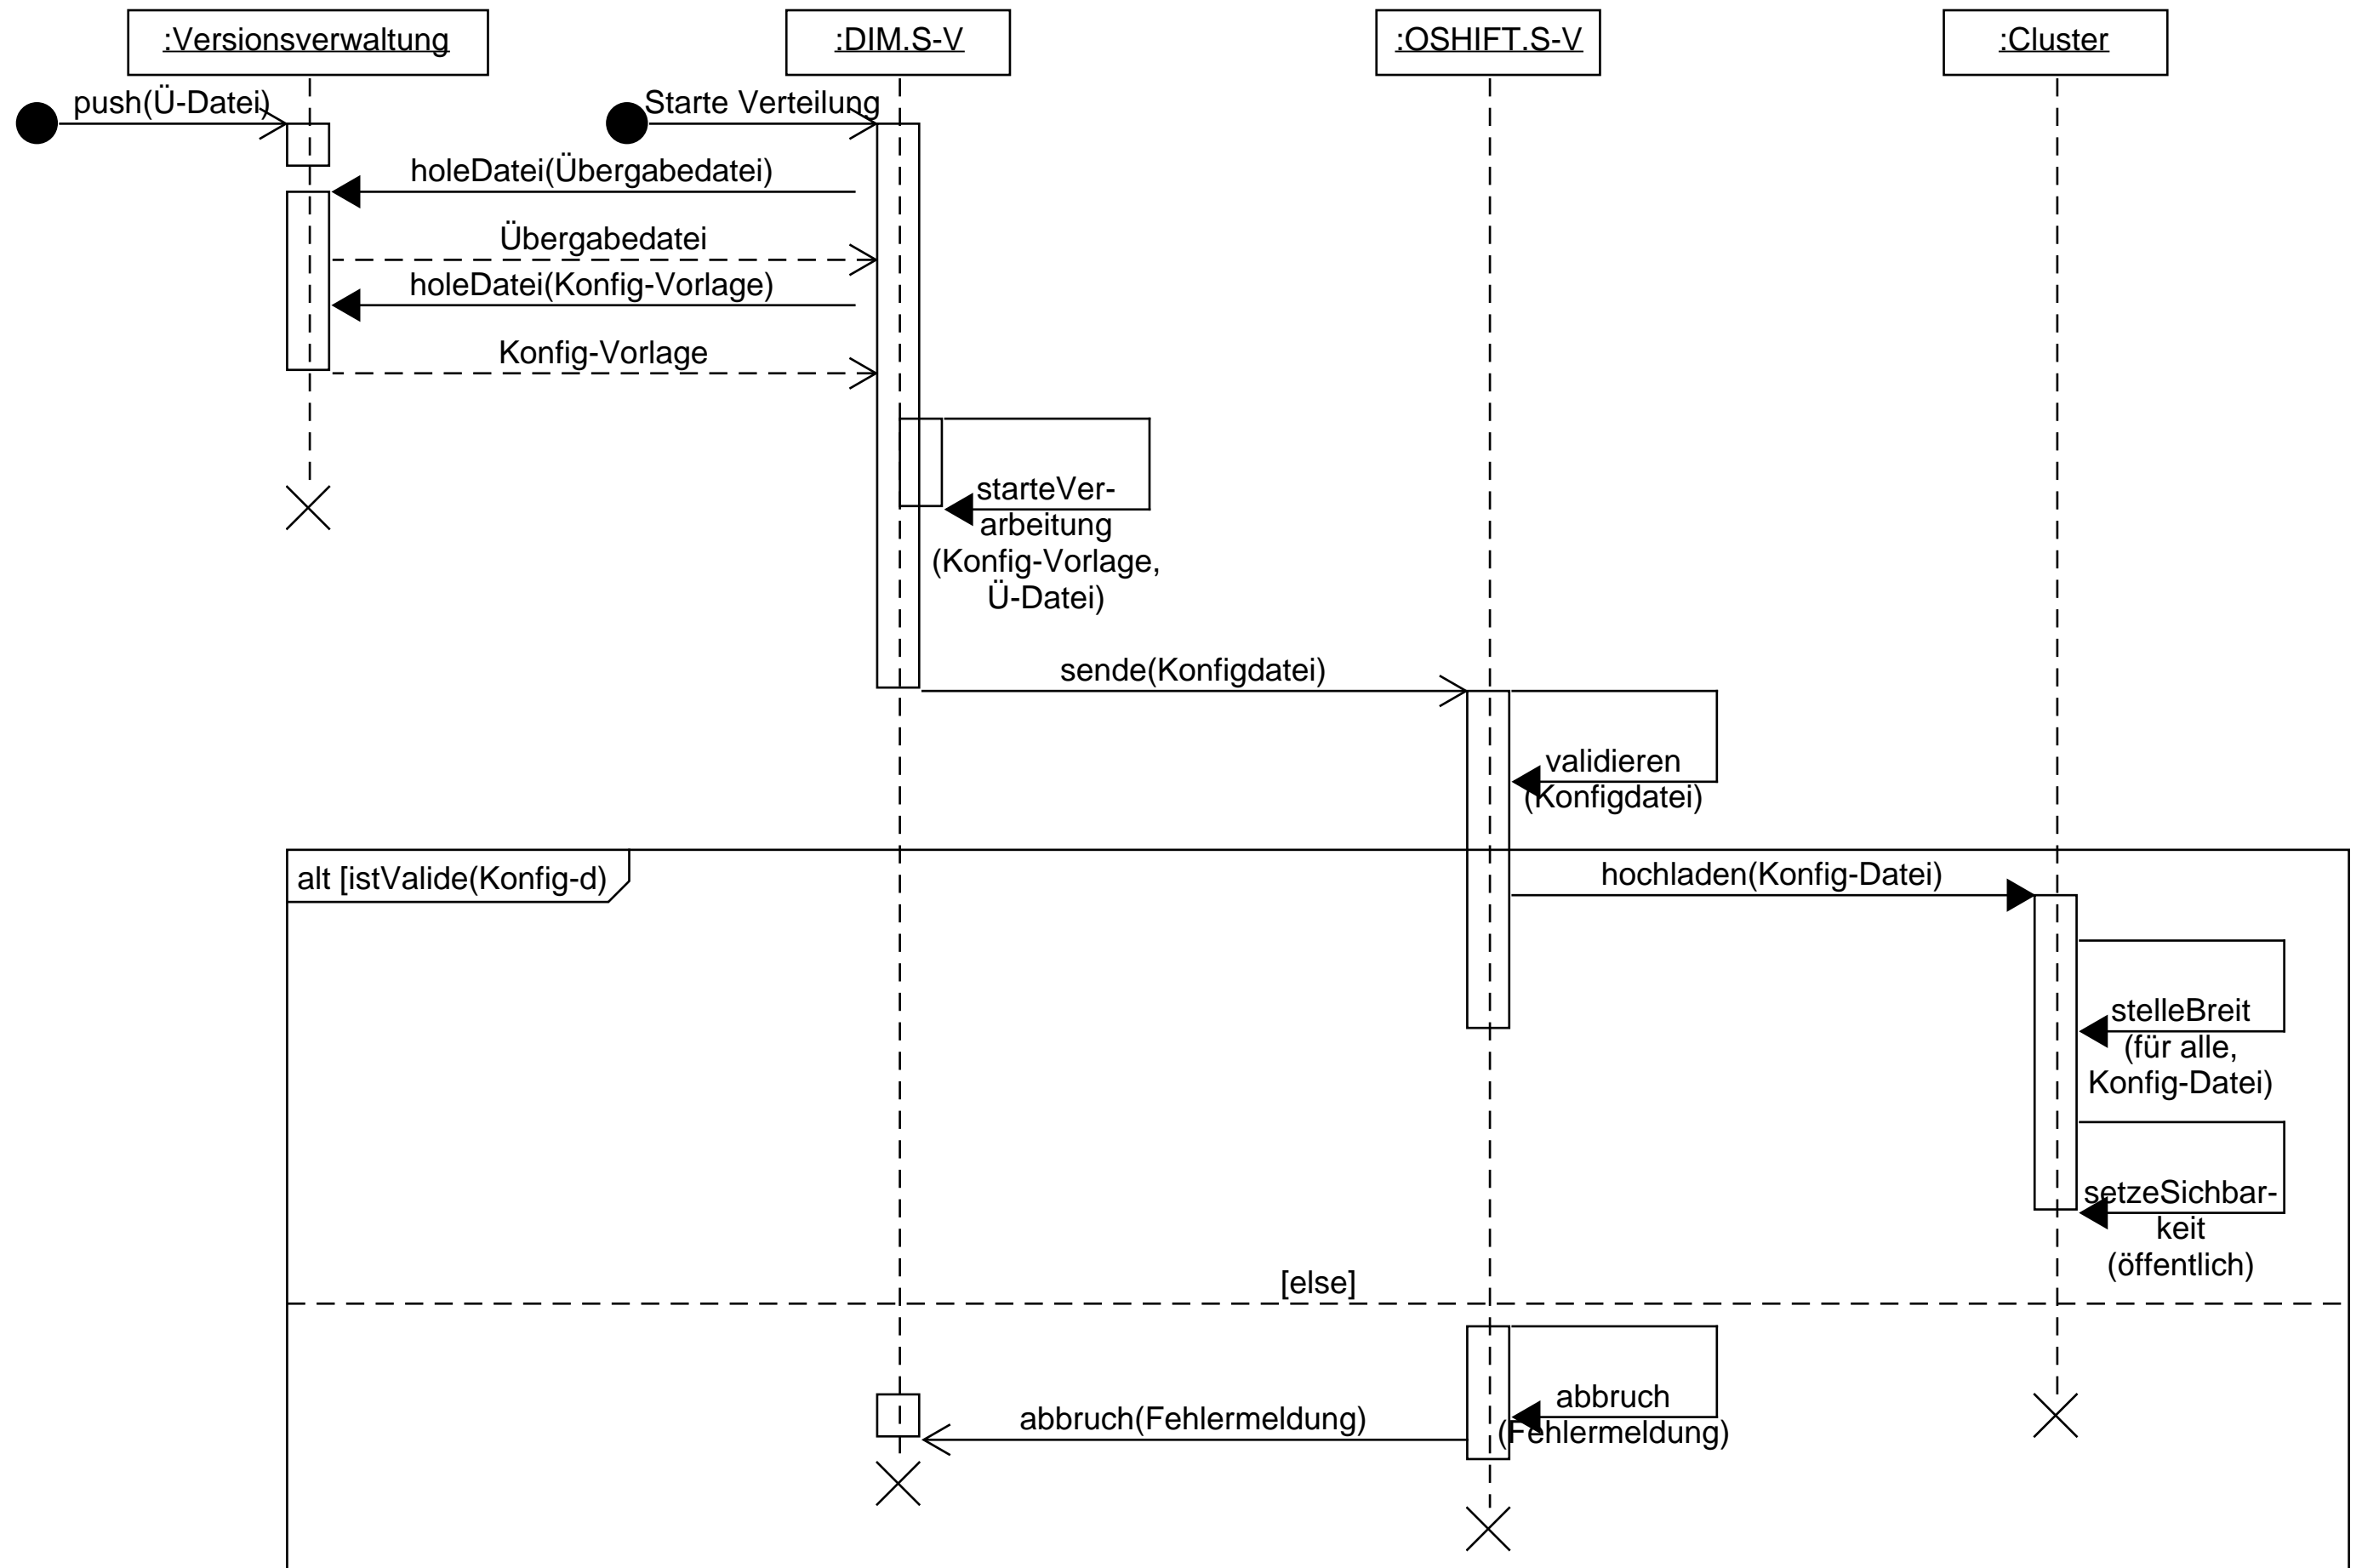 :Versionsverwaltung
:DIM.S-V
:OSHIFT.S-V
:Cluster
push(Ü-Datei)
Starte Verteilung
holeDatei(Übergabedatei)
Übergabedatei
holeDatei(Konfig-Vorlage)
Konfig-Vorlage
starteVer-
arbeitung
(Konfig-Vorlage,
Ü-Datei)
sende(Konfigdatei)
validieren
(Konfigdatei)
alt [istValide(Konfig-d)
hochladen(Konfig-Datei)
stelleBreit
(für alle,
Konfig-Datei)
setzeSichbar-
keit
(öffentlich)
[else]
abbruch
(Fehlermeldung)
abbruch(Fehlermeldung)